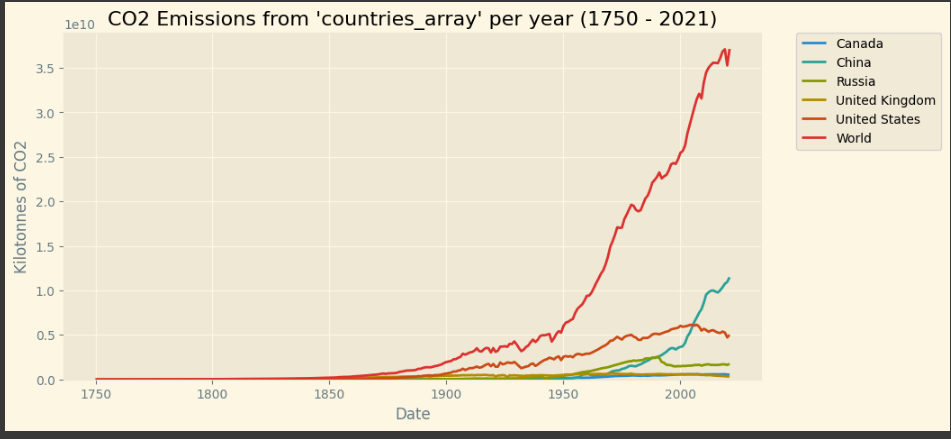 CO2 Emissions from 'countries_array' per year (1750 - 2021)
1e10
Kilotonnes of CO2
3.5
3.0
2.5
2.0
1.5
1.0
0.5
0.0
1750
1800
1850
1900
1950
2000
Date
Canada
China
Russia
United Kingdom
United States
World